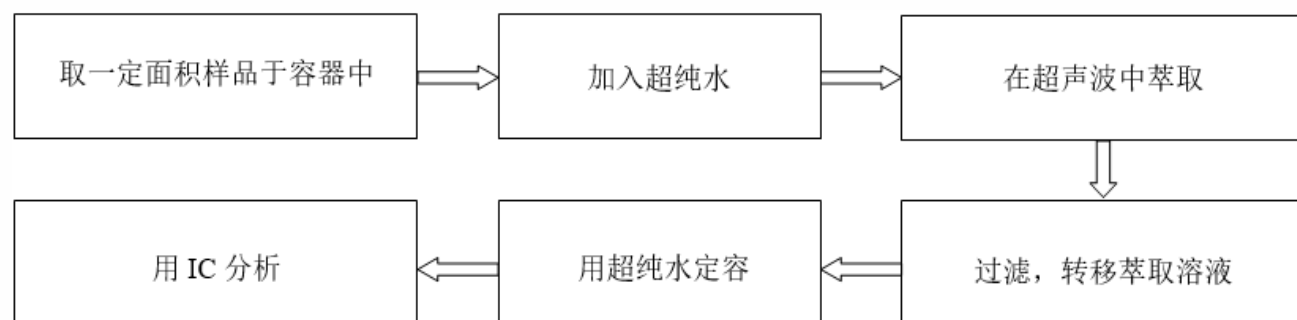 取一定面积样品于容器中
加入超纯水
在超声波中萃取
过滤，转移萃取溶液
用超纯水定容
用 IC 分析